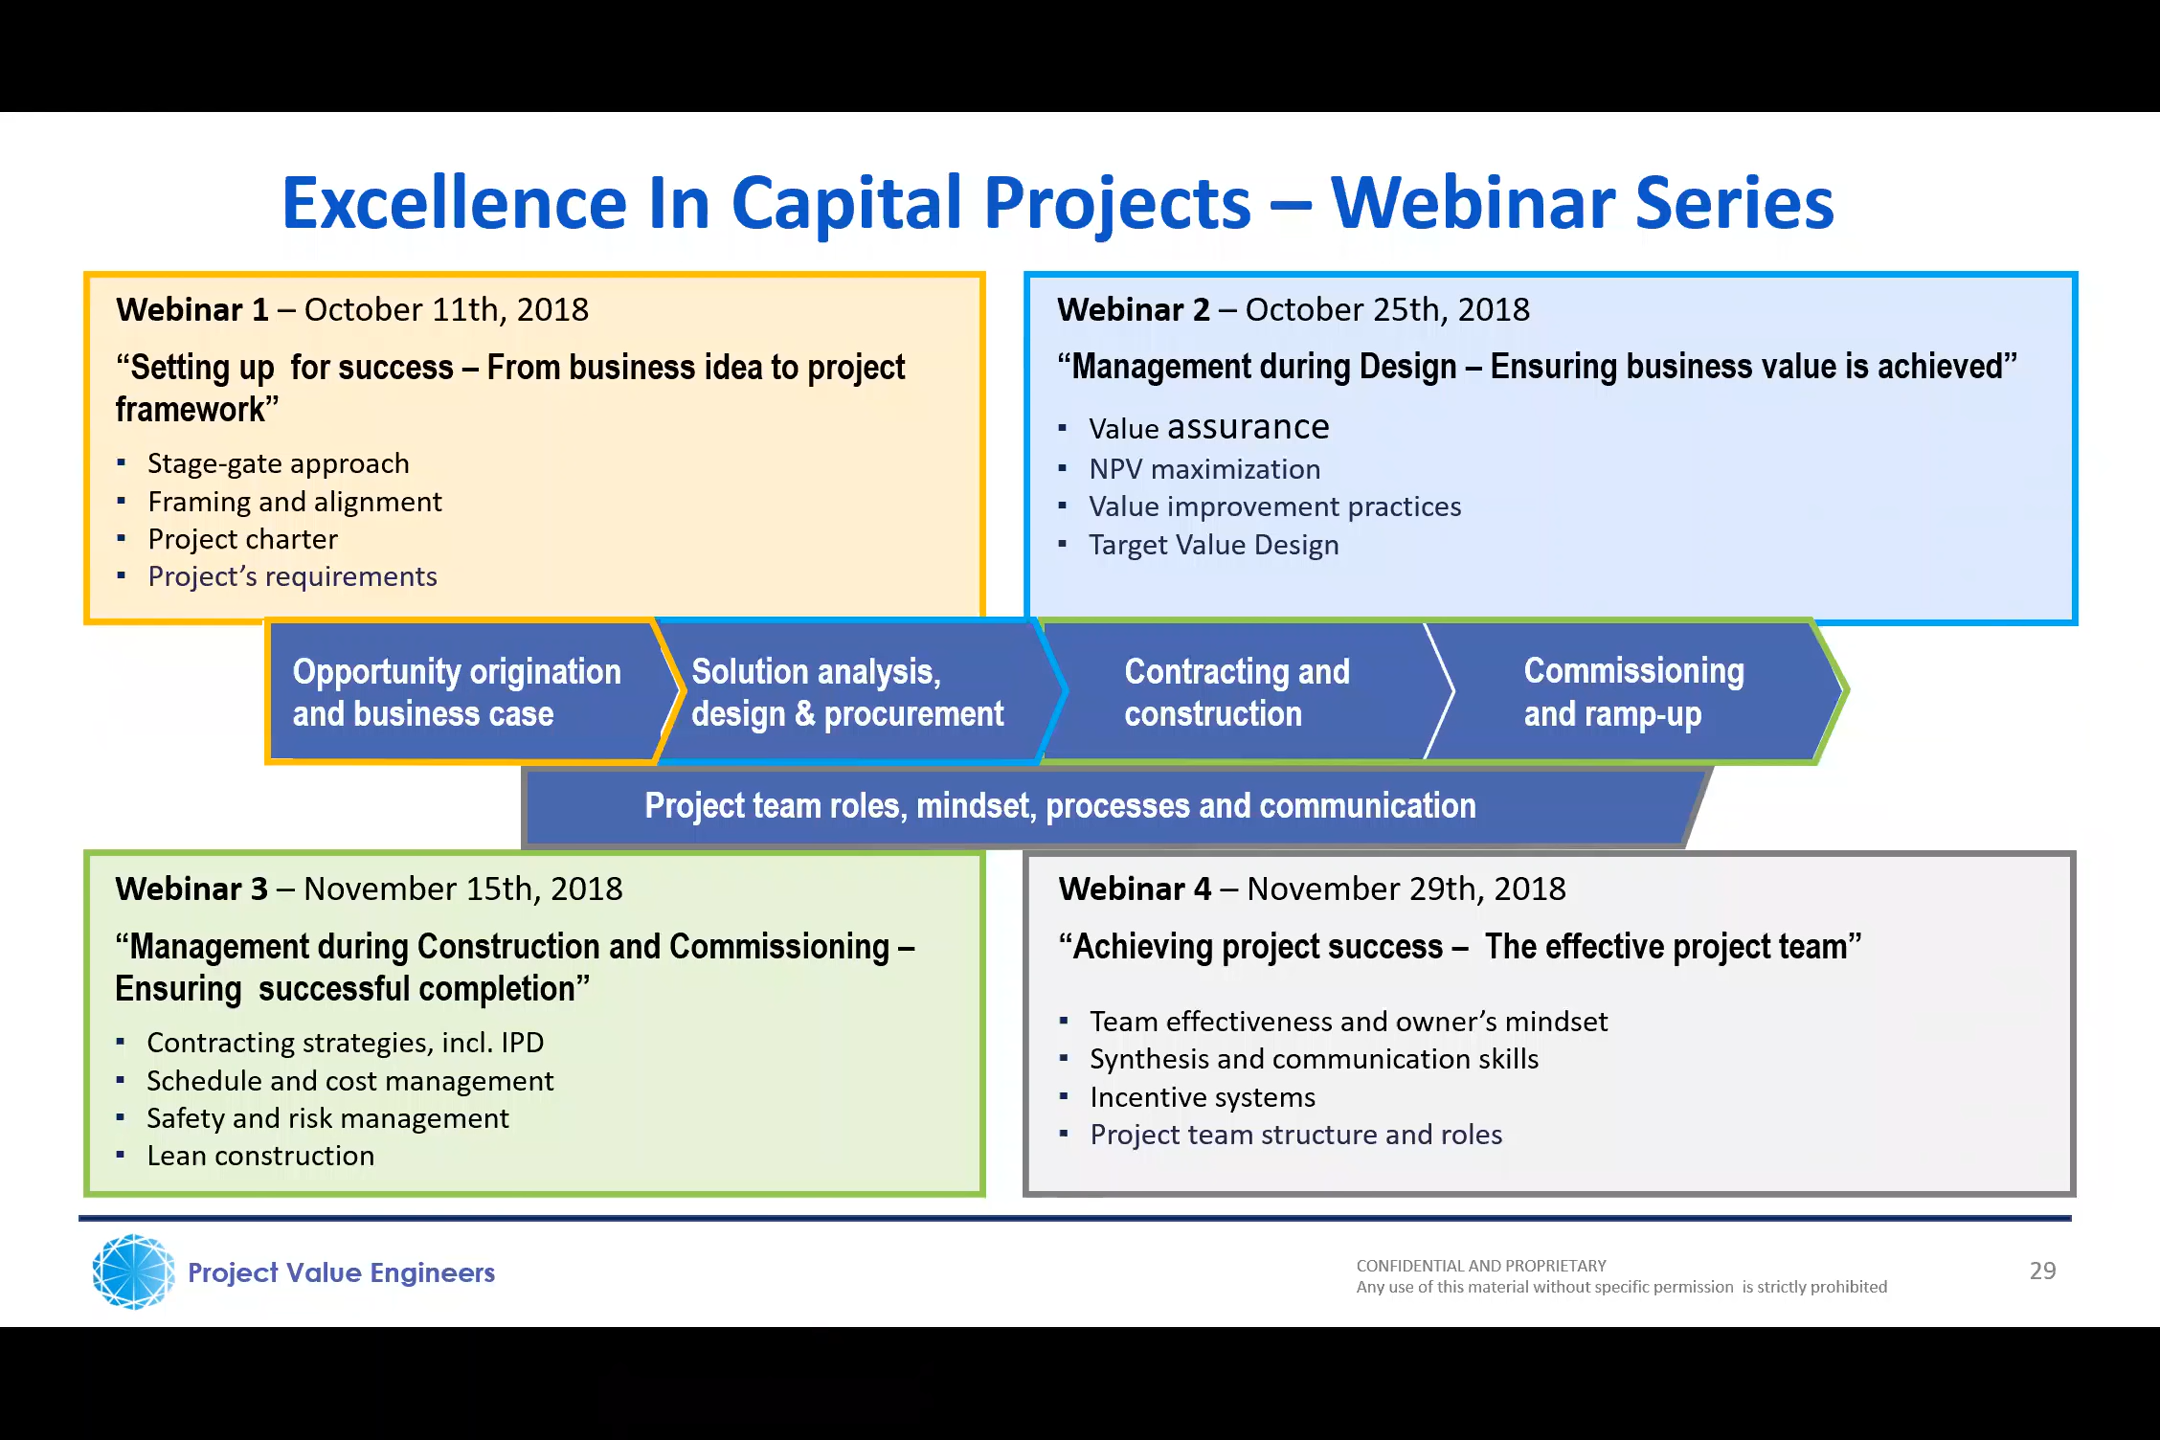 Excellence In Capital Projects – Webinar Series
Webinar 1 – October 11th, 2018
“Setting up  for success – From business idea to project
framework”
▪ Stage-gate approach
▪ Framing and alignment
▪ Project charter
▪ Project’s requirements
Webinar 2 – October 25th, 2018
“Management during Design – Ensuring business value is achieved”
▪ Value assurance
▪ NPV maximization
▪ Value improvement practices
▪ Target Value Design
Opportunity origination
and business case
Solution analysis,
design & procurement
Contracting and
construction
Commissioning
and ramp-up
Project team roles, mindset, processes and communication
Webinar 3 – November 15th, 2018
“Management during Construction and Commissioning –
Ensuring  successful completion”
▪ Contracting strategies, incl. IPD
▪ Schedule and cost management
▪ Safety and risk management
▪ Lean construction
Webinar 4 – November 29th, 2018
“Achieving project success –  The effective project team”
▪ Team effectiveness and owner’s mindset
▪ Synthesis and communication skills
▪ Incentive systems
▪ Project team structure and roles
Project Value Engineers
CONFIDENTIAL AND PROPRIETARY
Any use of this material without specific permission  is strictly prohibited
29